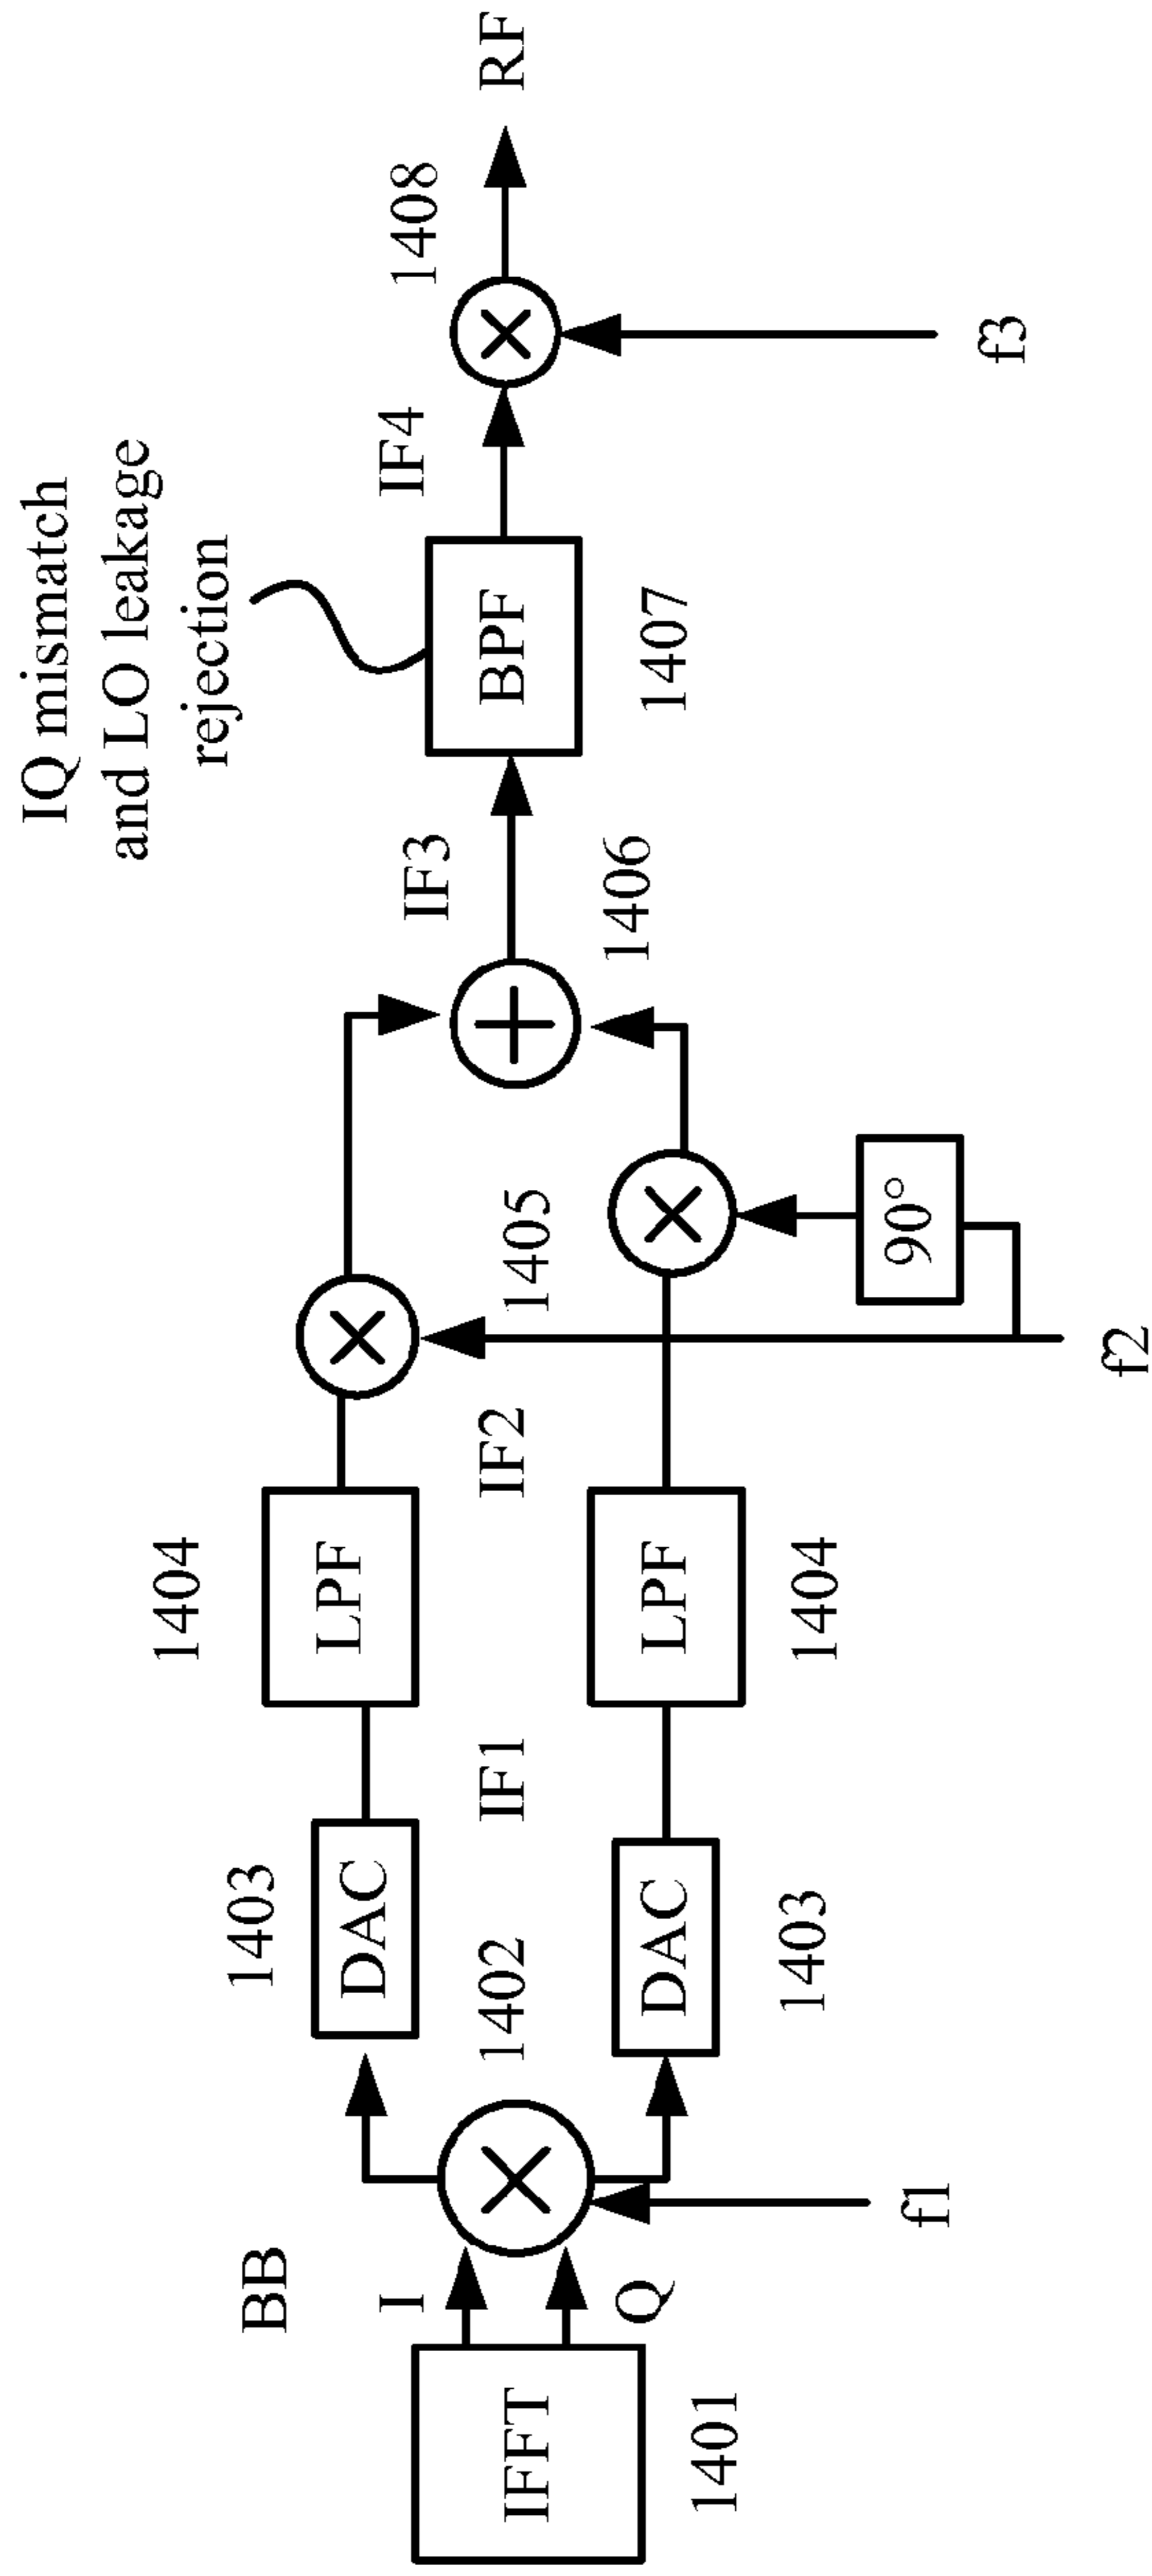 IQ mismatch
and LO leakage
rejection
BB
1403
1404
DAC
LPF
I
IFFT
Q
1401
1402
f1
IF1
IF2
1405
DAC
LPF
1403
1404
f2
90°
IF3
1406
BPF
1407
IF4
1408
f3
RF